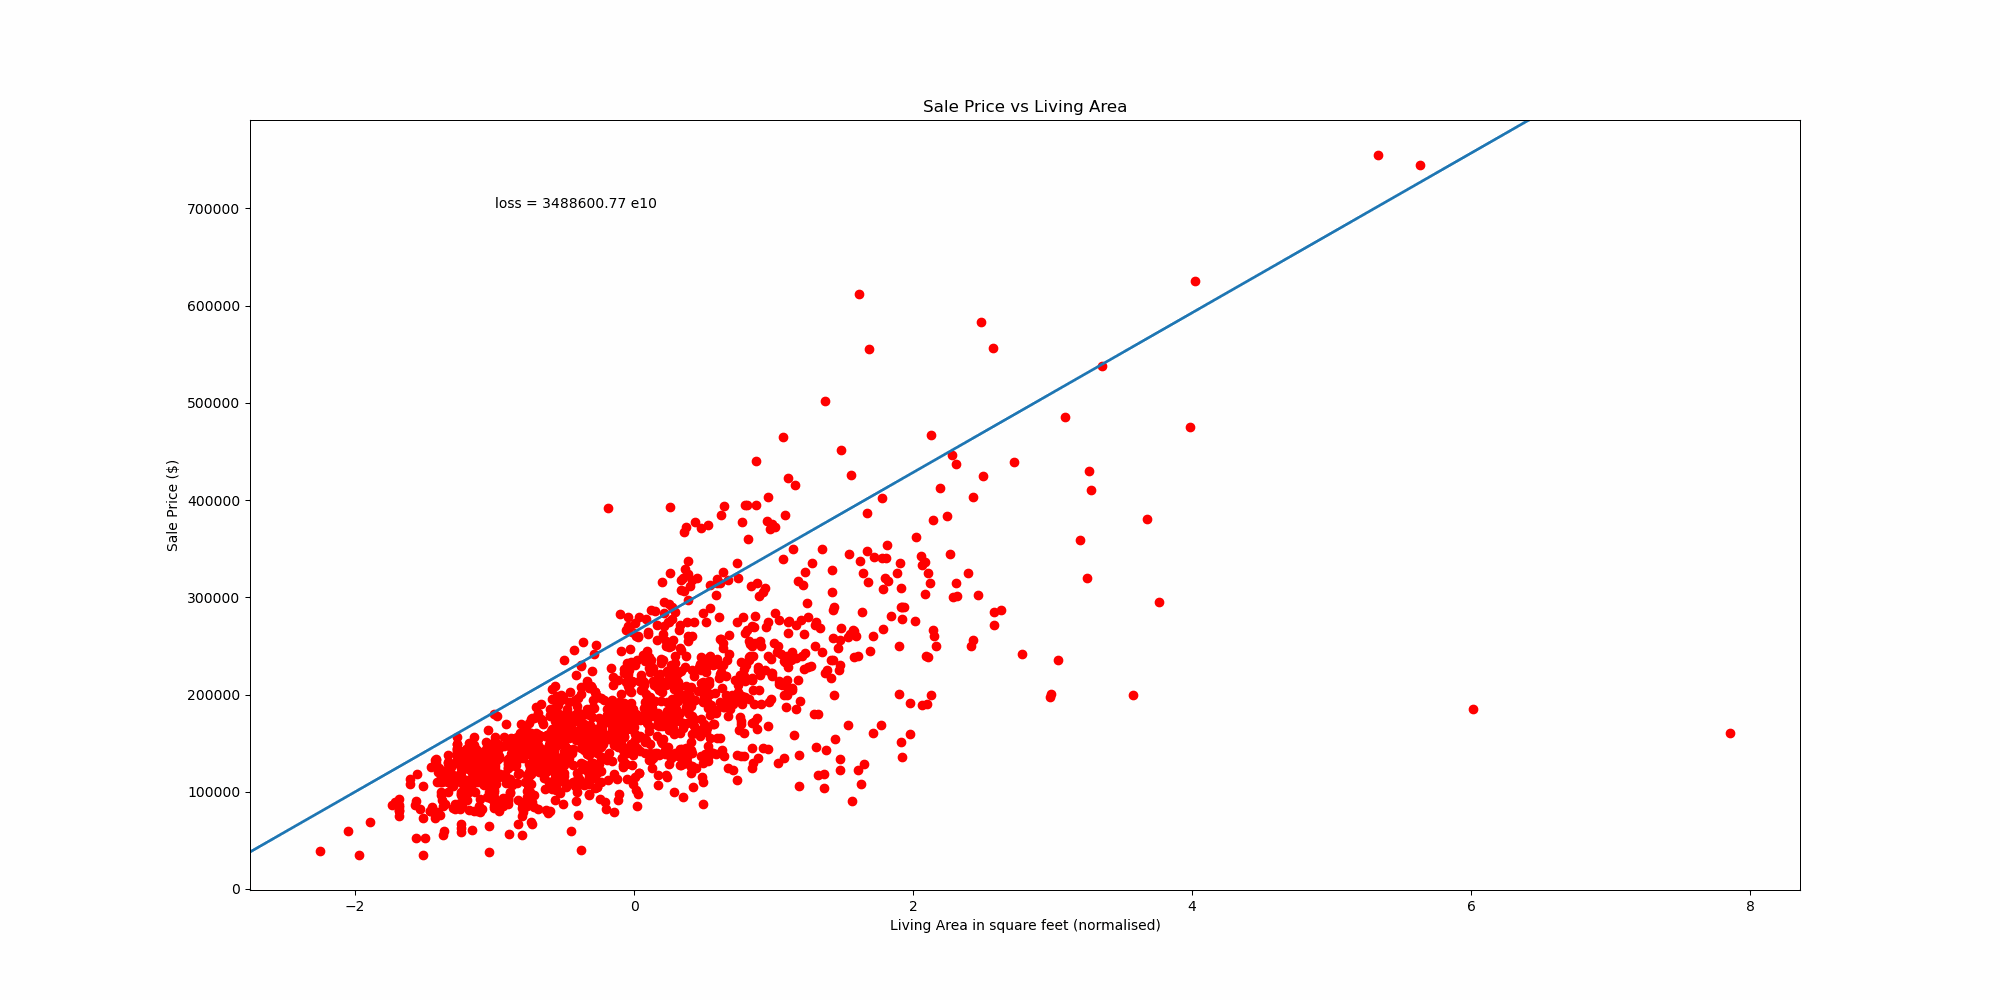 Sale Price vs Living Area
loss = 3488600.77 e10
700000
600000
500000
400000
300000
200000
100000
0
Sale Price ($)
−2 0 2 4 6 8
Living Area in square feet (normalised)